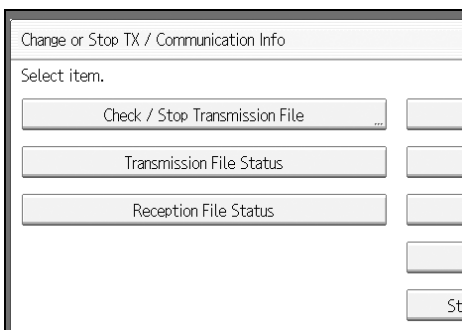 Change or Stop TX / Communication Info
Select item.
Check / Stop Transmission File ...
Transmission File Status
Reception File Status